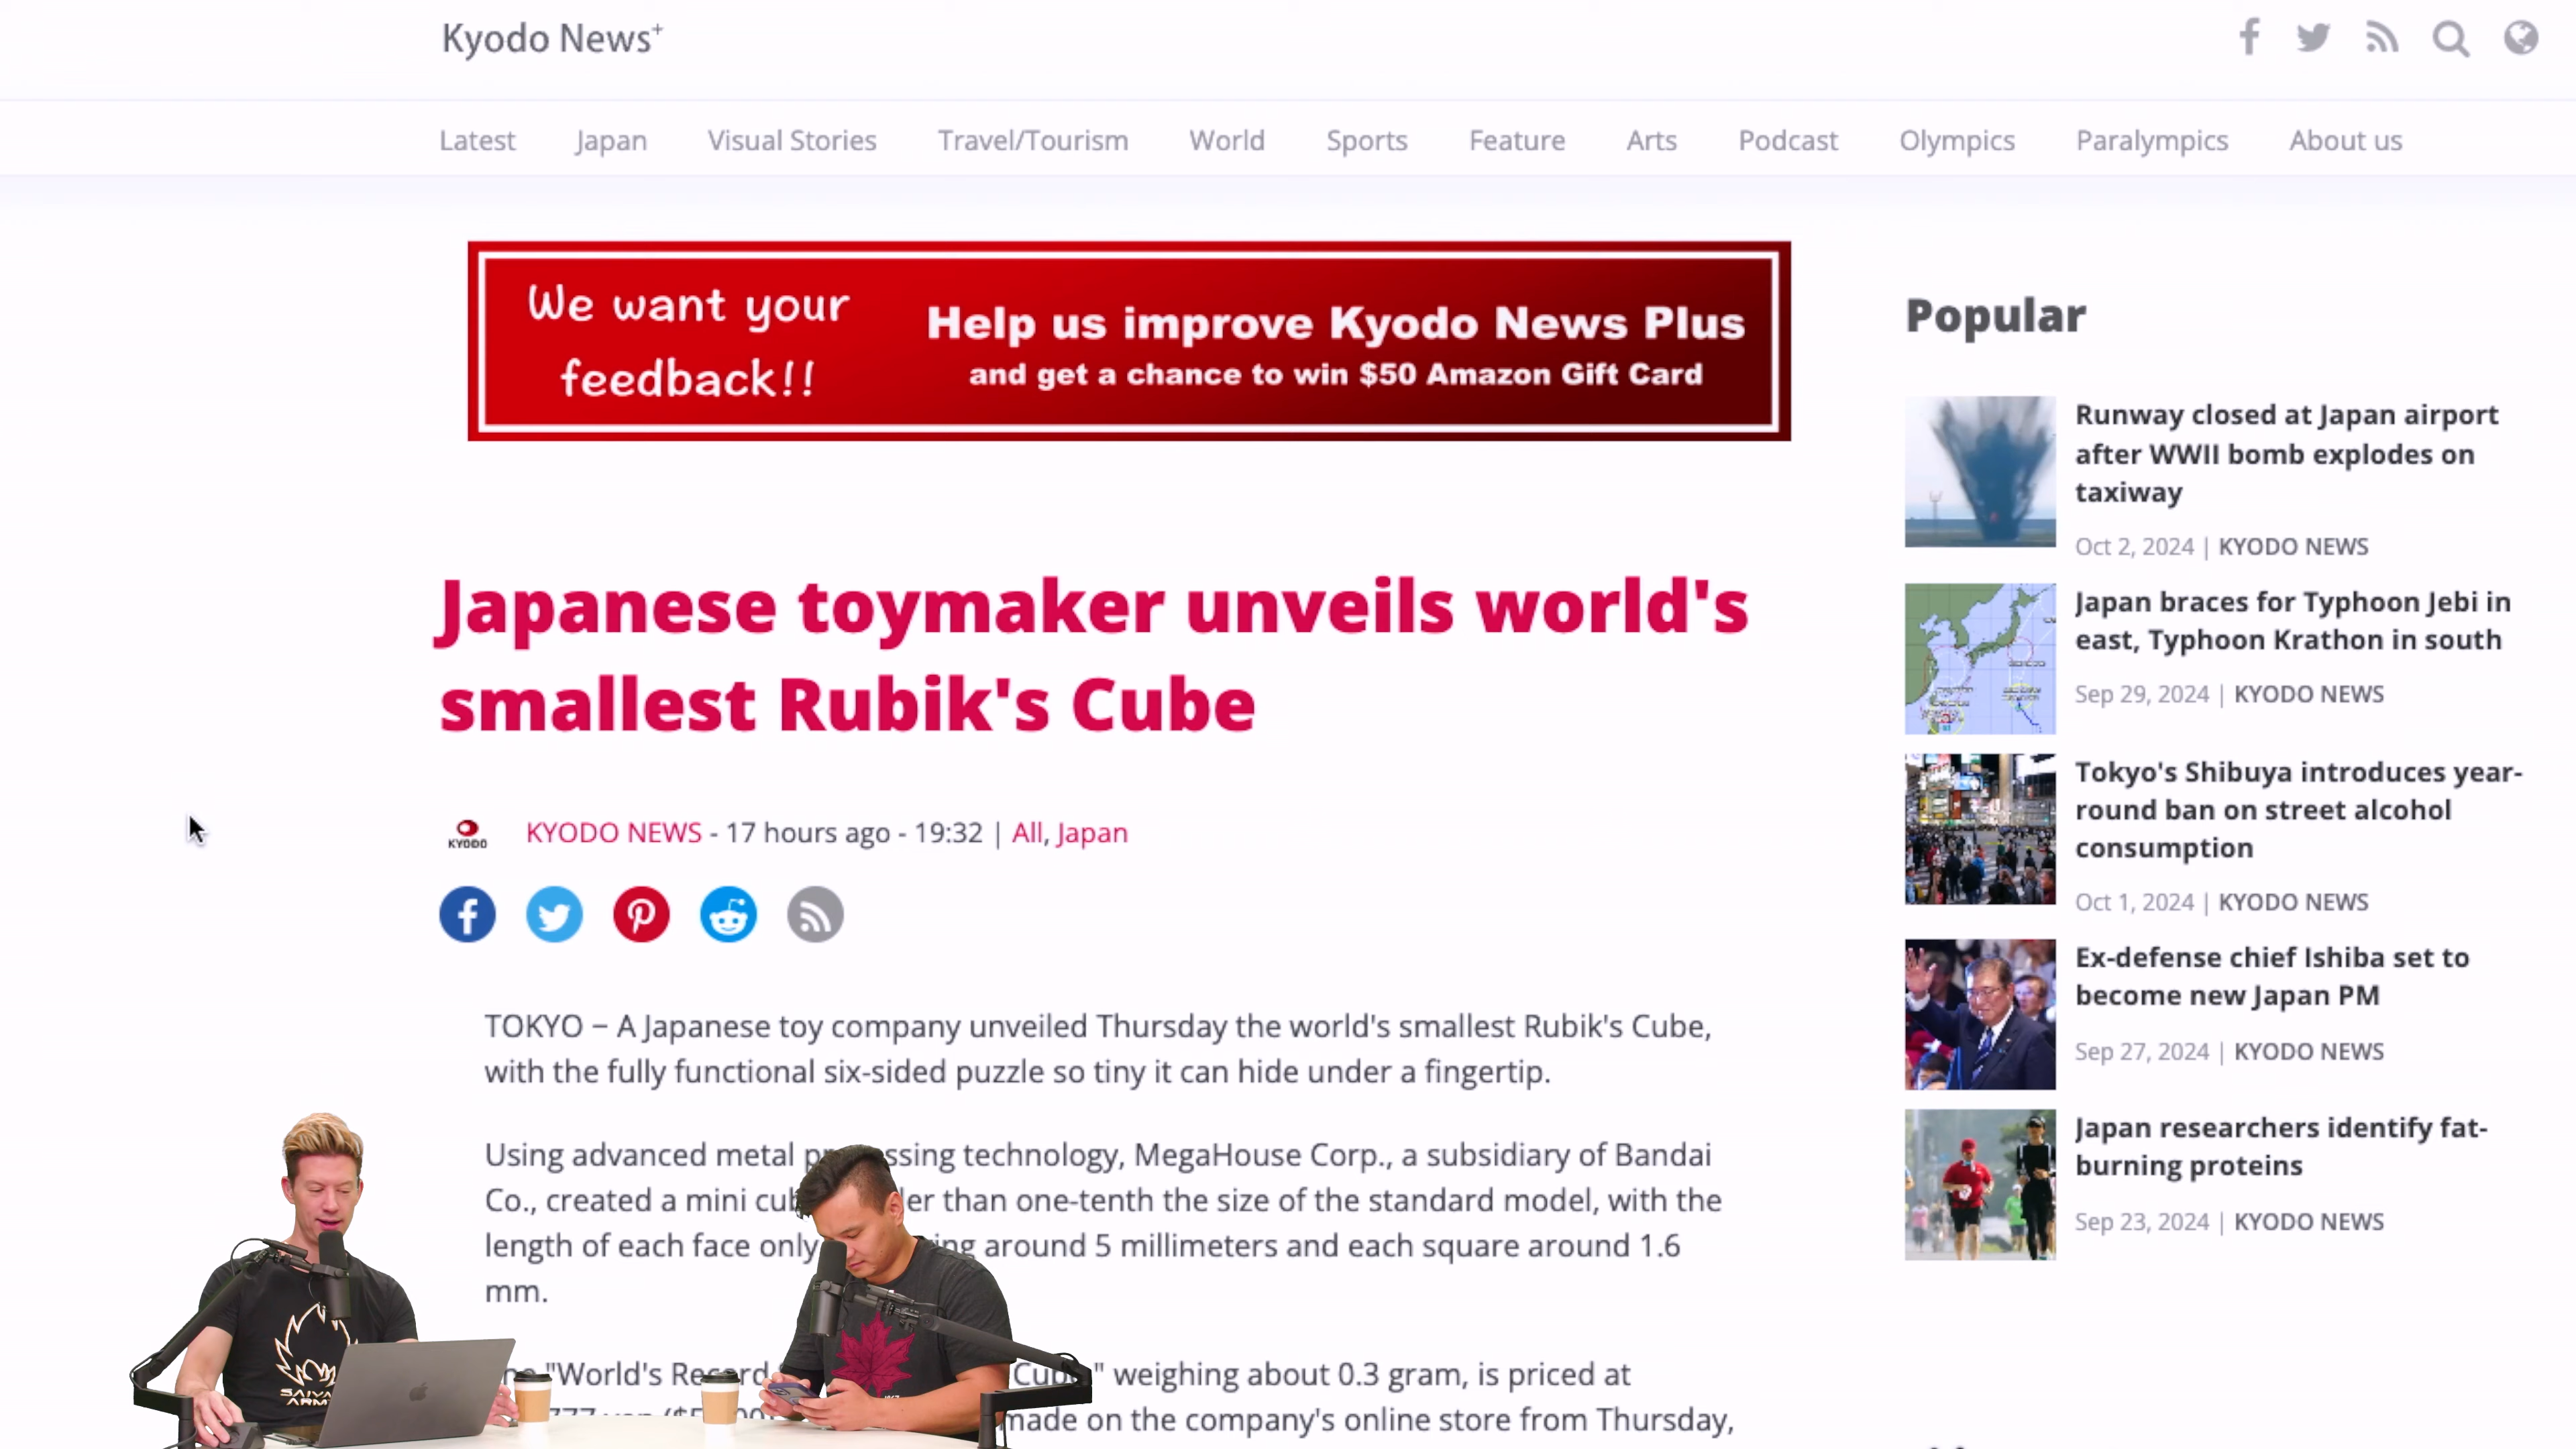 Kyodo News+
Latest Japan Visual Stories Travel/Tourism World Sports Feature Arts Podcast Olympics Paralympics About us
We want your
feedback!!
Help us improve Kyodo News Plus
and get a chance to win $50 Amazon Gift Card
Japanese toymaker unveils world's
smallest Rubik's Cube
KYODO
KYODO NEWS - 17 hours ago - 19:32 | All, Japan
TOKYO – A Japanese toy company unveiled Thursday the world's smallest Rubik's Cube,
with the fully functional six-sided puzzle so tiny it can hide under a fingertip.
Using advanced metal technology, MegaHouse Corp., a subsidiary of Bandai
Co., created a mini than one-tenth the size of the standard model, with the
length of each face only around 5 millimeters and each square around 1.6
mm.
"World's weighing about 0.3 gram, is priced at
made on the company's online store from Thursday,
Popular
Runway closed at Japan airport
after WWII bomb explodes on
taxiway
Oct 2, 2024 | KYODO NEWS
Japan braces for Typhoon Jebi in
east, Typhoon Krathon in south
Sep 29, 2024 | KYODO NEWS
Tokyo's Shibuya introduces year-
round ban on street alcohol
consumption
Oct 1, 2024 | KYODO NEWS
Ex-defense chief Ishiba set to
become new Japan PM
Sep 27, 2024 | KYODO NEWS
Japan researchers identify fat-
burning proteins
Sep 23, 2024 | KYODO NEWS